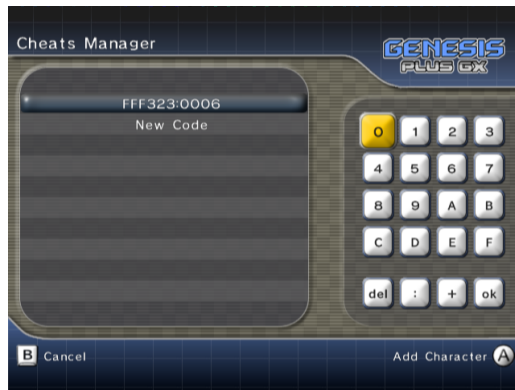 Cheats Manager
GENESIS
PLUS GX
FFF323:0006
New Code
0 1 2 3
4 5 6 7
8 9 A B
C D E F
del : + ok
B Cancel
Add Character A